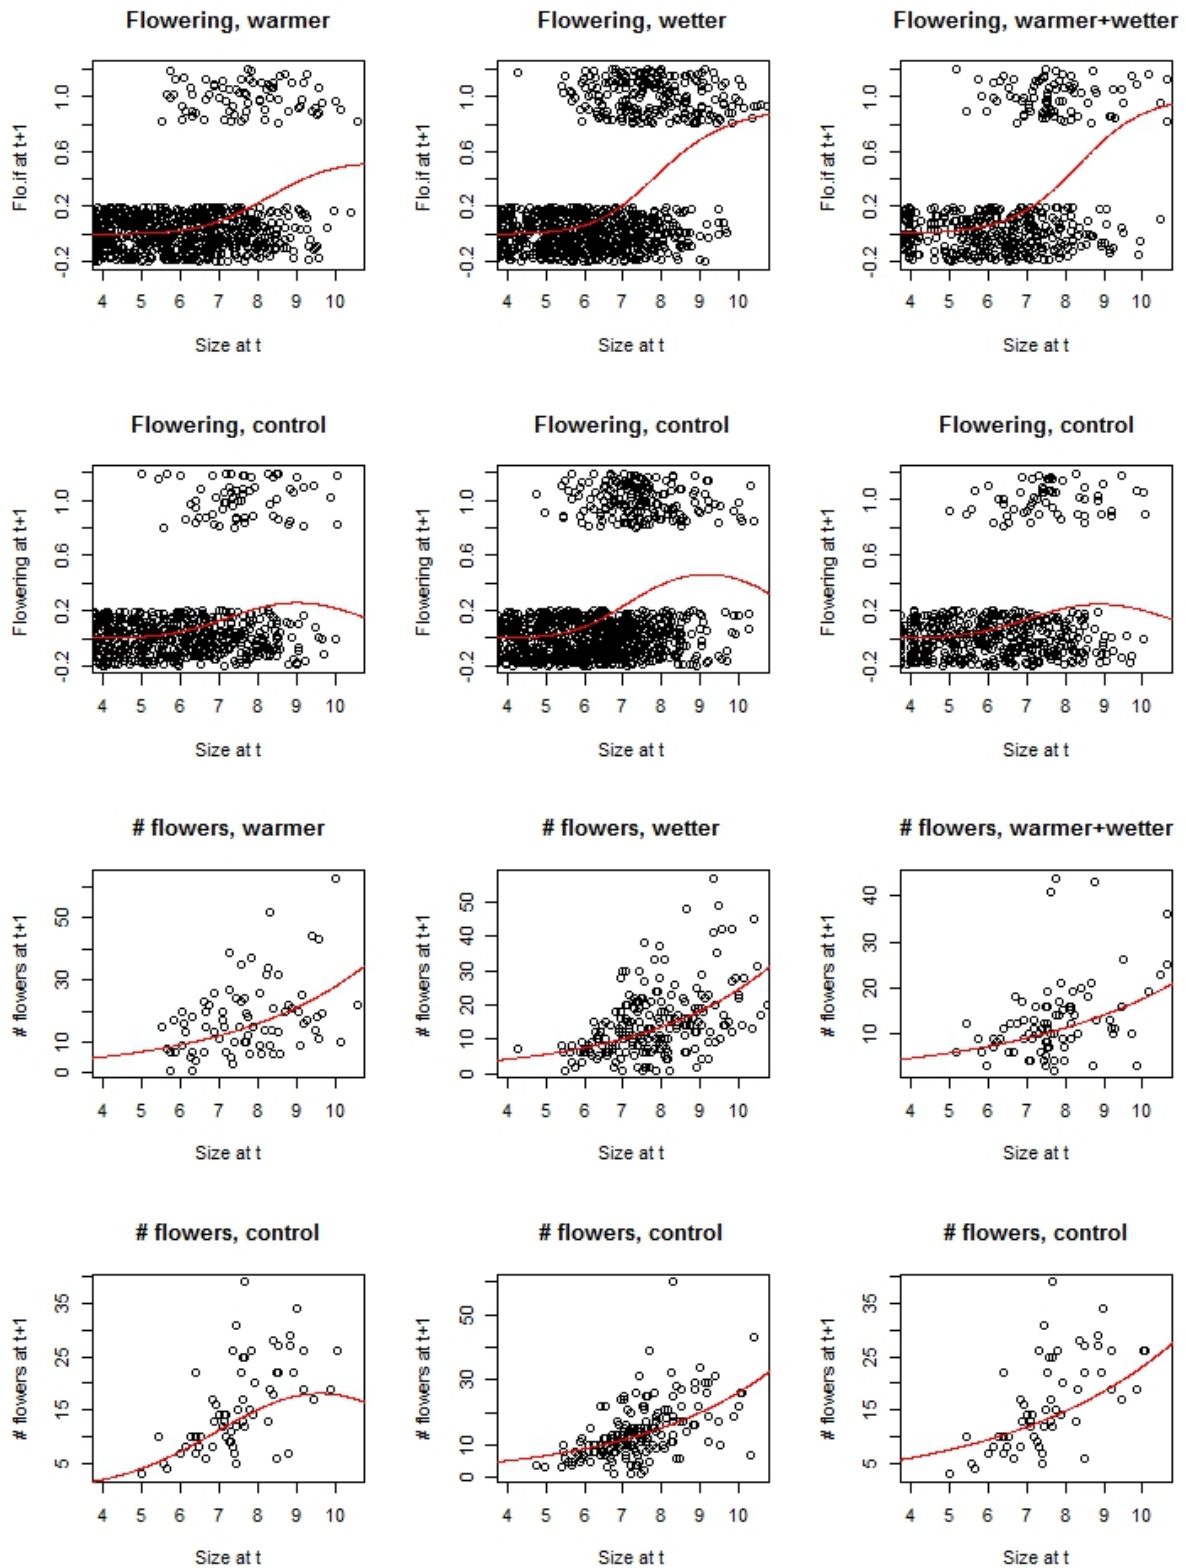 Flowering, warmer
Flowering, wetter
Flowering, warmer+wetter
Flo.if at t+1
-0.2 0.2 0.6 1.0
4 5 6 7 8 9 10
Size at t
Flo.if at t+1
-0.2 0.2 0.6 1.0
4 5 6 7 8 9 10
Size at t
Flo.if at t+1
-0.2 0.2 0.6 1.0
4 5 6 7 8 9 10
Size at t
Flowering, control
Flowering, control
Flowering, control
Flowering at t+1
-0.2 0.2 0.6 1.0
4 5 6 7 8 9 10
Size at t
Flowering at t+1
-0.2 0.2 0.6 1.0
4 5 6 7 8 9 10
Size at t
Flowering at t+1
-0.2 0.2 0.6 1.0
4 5 6 7 8 9 10
Size at t
# flowers, warmer
# flowers, wetter
# flowers, warmer+wetter
# flowers at t+1
0 10 30 50
4 5 6 7 8 9 10
Size at t
# flowers at t+1
0 10 20 30 40 50
4 5 6 7 8 9 10
Size at t
# flowers at t+1
10 20 30 40
4 5 6 7 8 9 10
Size at t
# flowers, control
# flowers, control
# flowers, control
# flowers at t+1
5 15 25 35
4 5 6 7 8 9 10
Size at t
# flowers at t+1
0 10 30 50
4 5 6 7 8 9 10
Size at t
# flowers at t+1
5 15 25 35
4 5 6 7 8 9 10
Size at t